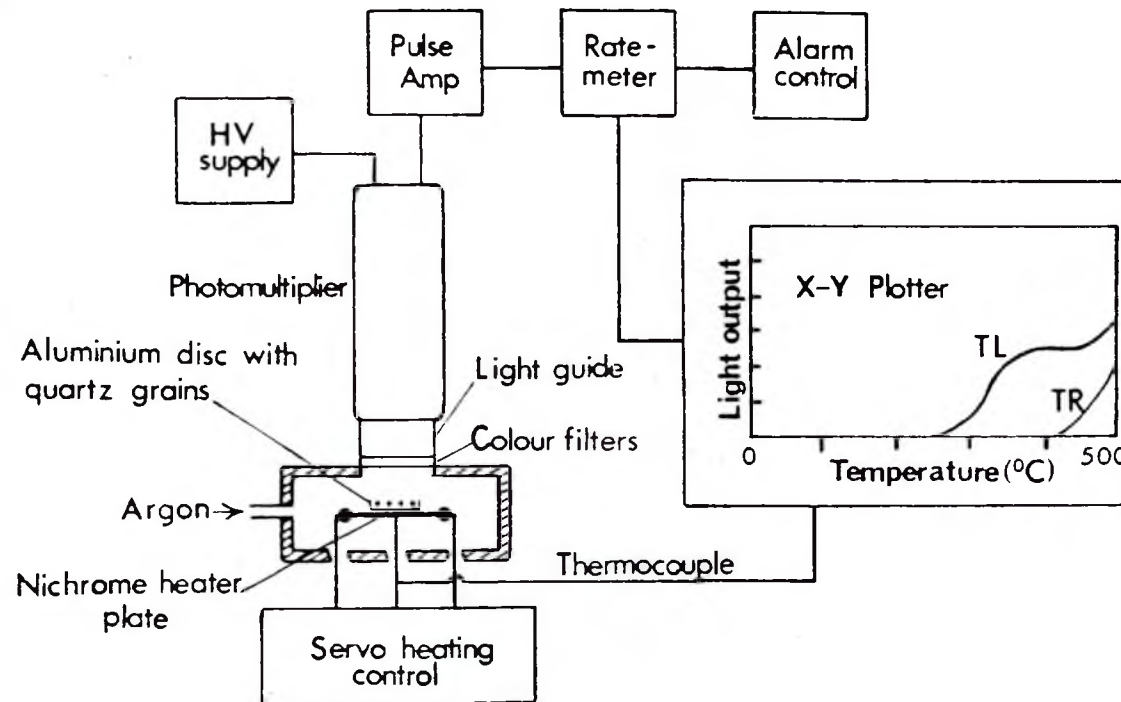 Pulse
Amp
Rate-
meter
Alarm
control
HV
supply
Photomultiplier
Aluminium disc with
quartz grains
Light guide
Colour filters
Argon
Nichrome heater
plate
Thermocouple
Servo heating
control
X-Y Plotter
Light output
TL
TR
0
500
Temperature (°C)